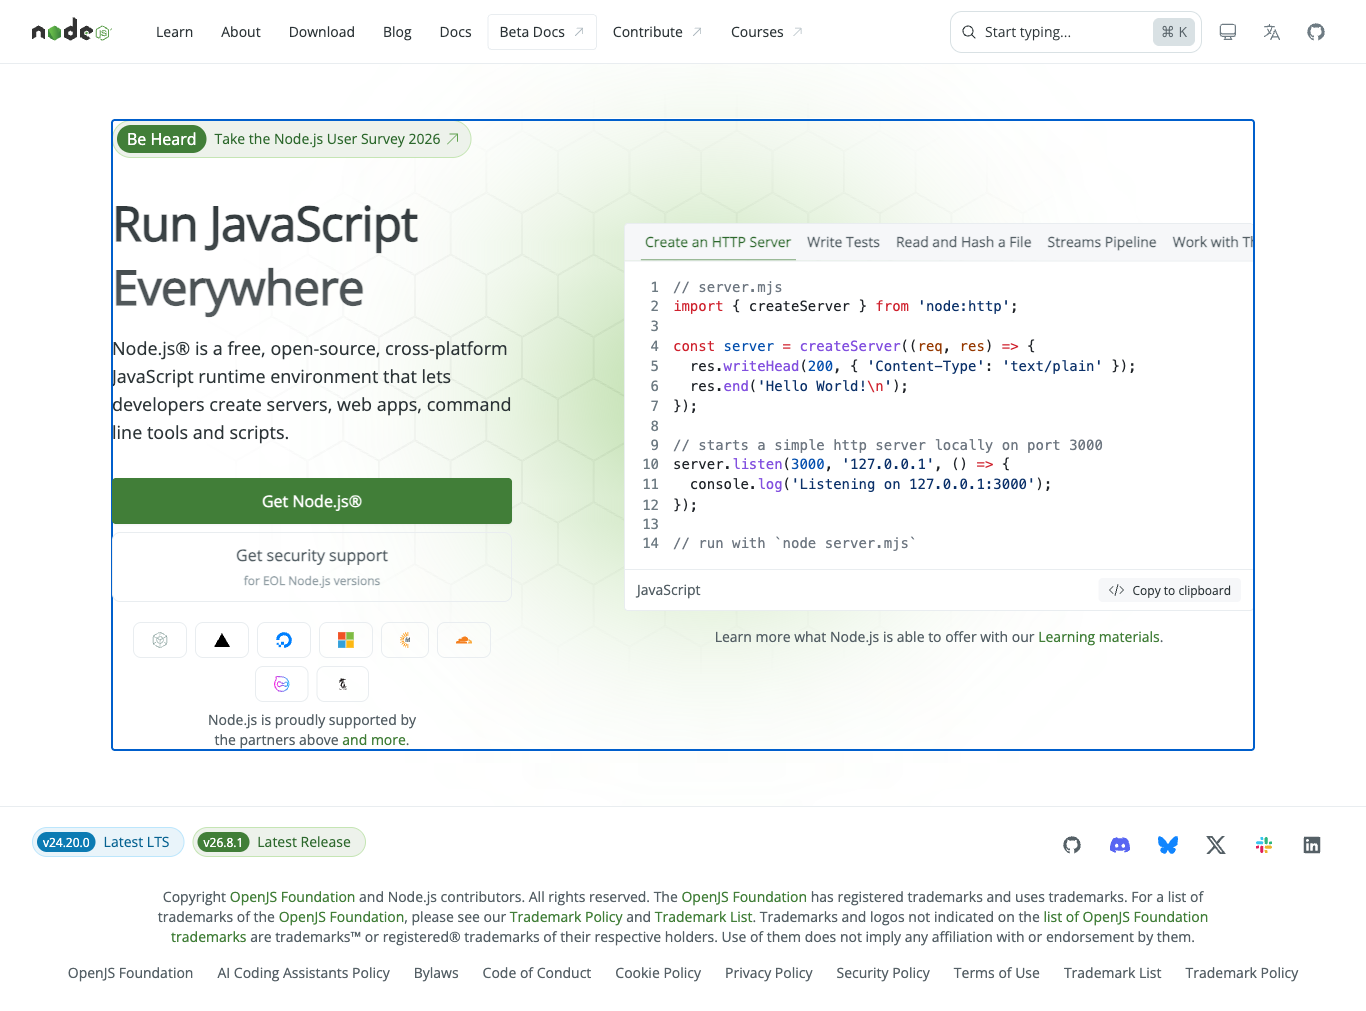 node JS
Learn
About
Download
Blog
Docs
Beta Docs
Contribute
Courses
Start typing...
⌘ K
Be Heard
Take the Node.js User Survey 2026
Run JavaScript
Everywhere
Node.js® is a free, open-source, cross-platform
JavaScript runtime environment that lets
developers create servers, web apps, command
line tools and scripts.
Get Node.js®
Get security support
for EOL Node.js versions
Node.js is proudly supported by
the partners above and more.
Create an HTTP Server
Write Tests
Read and Hash a File
Streams Pipeline
Work with Th
1 // server.mjs
2 import { createServer } from 'node:http';
3
4 const server = createServer((req, res) => {
5   res.writeHead(200, { 'Content-Type': 'text/plain' });
6   res.end('Hello World!\n');
7 });
8
9 // starts a simple http server locally on port 3000
10 server.listen(3000, '127.0.0.1', () => {
11   console.log('Listening on 127.0.0.1:3000');
12 });
13
14 // run with `node server.mjs`
JavaScript
Copy to clipboard
Learn more what Node.js is able to offer with our Learning materials.
v24.20.0 Latest LTS
v26.8.1 Latest Release
Copyright OpenJS Foundation and Node.js contributors. All rights reserved. The OpenJS Foundation has registered trademarks and uses trademarks. For a list of
trademarks of the OpenJS Foundation, please see our Trademark Policy and Trademark List. Trademarks and logos not indicated on the list of OpenJS Foundation
trademarks are trademarks™ or registered® trademarks of their respective holders. Use of them does not imply any affiliation with or endorsement by them.
OpenJS Foundation
AI Coding Assistants Policy
Bylaws
Code of Conduct
Cookie Policy
Privacy Policy
Security Policy
Terms of Use
Trademark List
Trademark Policy